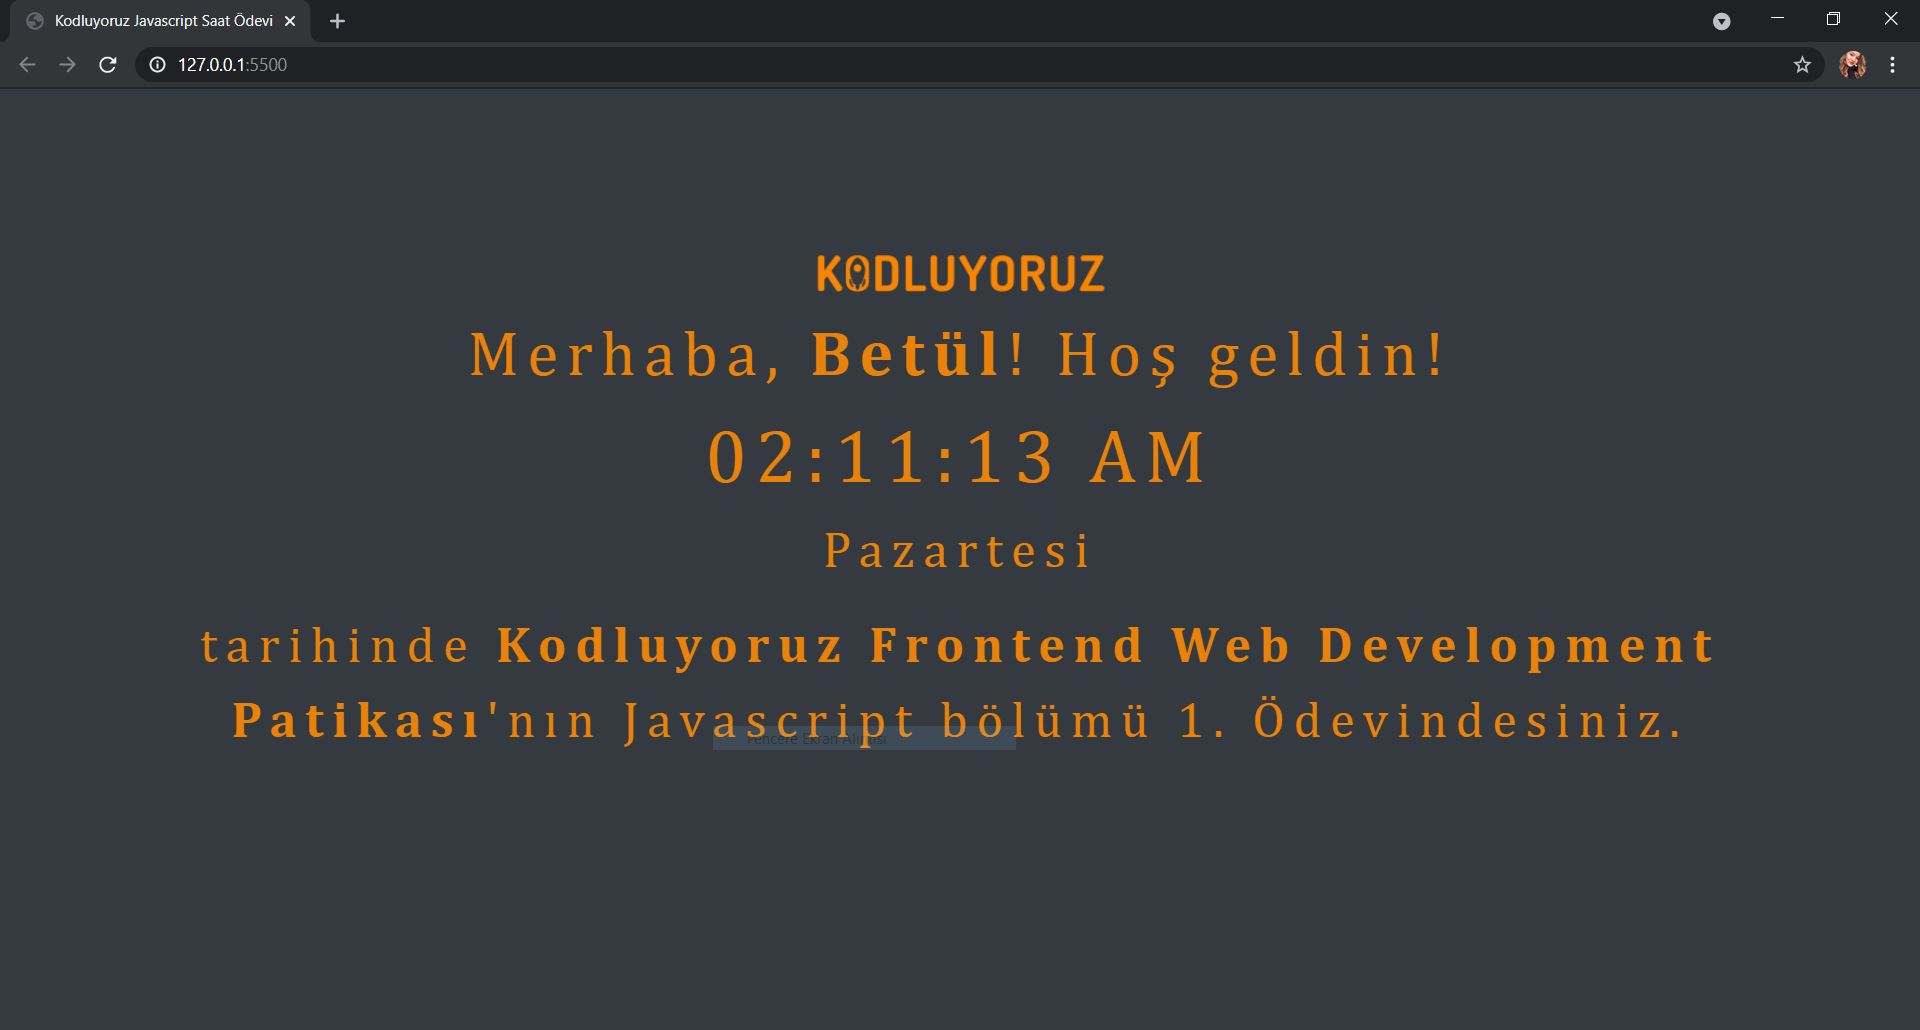 Kodluyoruz Javascript Saat Ödevi
127.0.0.1:5500
KODLUYORUZ
Merhaba, Betül! Hoş geldin!
02:11:13 AM
Pazartesi
tarihinde Kodluyoruz Frontend Web Development
Patikası'nın Javascript bölümü 1. Ödevindesiniz.
Pencere Ekran Alıntısı